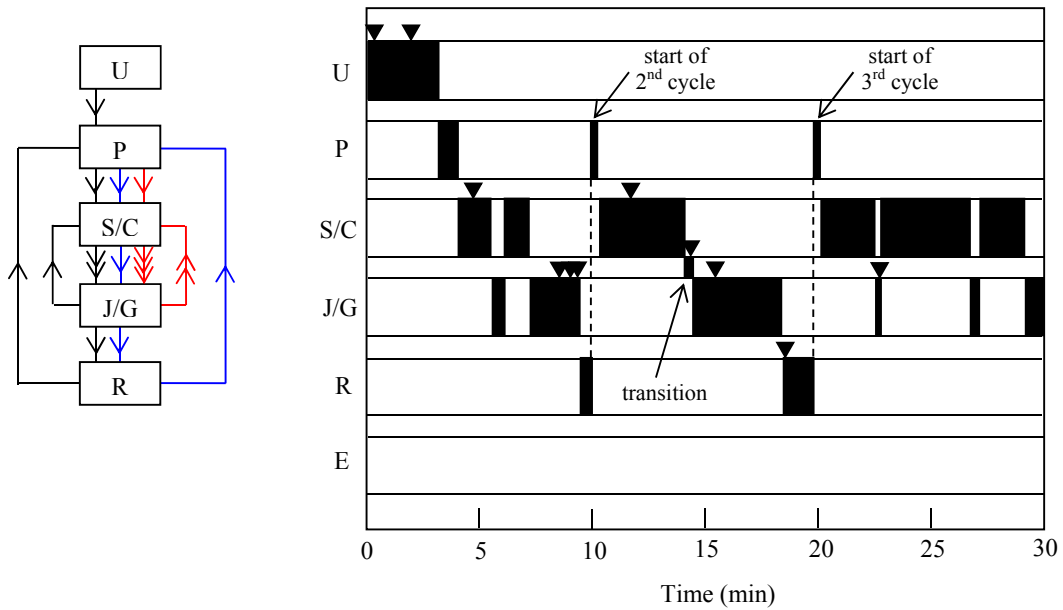 U
P
S/C
J/G
R
U
P
S/C
J/G
R
E
start of
2nd cycle
start of
3rd cycle
transition
0
5
10
15
20
25
30
Time (min)